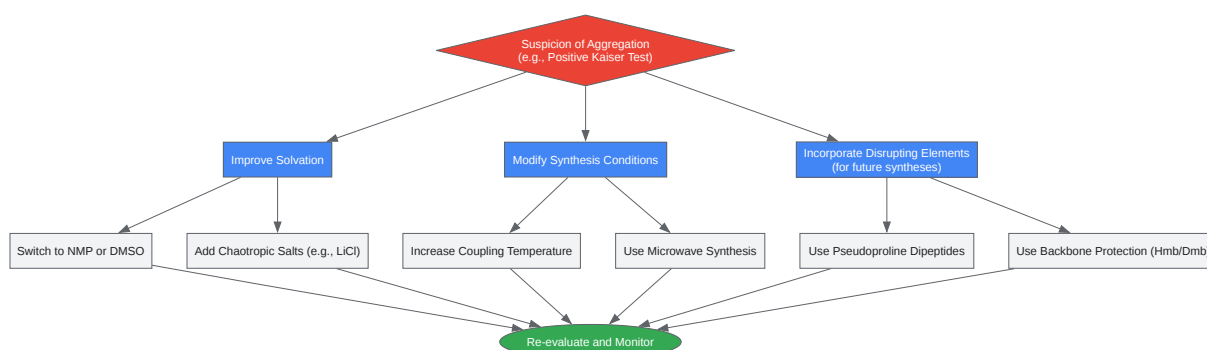 Suspicion of Aggregation
(e.g., Positive Kaiser Test)
Improve Solvation
Modify Synthesis Conditions
Incorporate Disrupting Elements
(for future syntheses)
Switch to NMP or DMSO
Add Chaotropic Salts (e.g., LiCl)
Increase Coupling Temperature
Use Microwave Synthesis
Use Pseudoproline Dipeptides
Use Backbone Protection (Hmb/Dmb)
Re-evaluate and Monitor